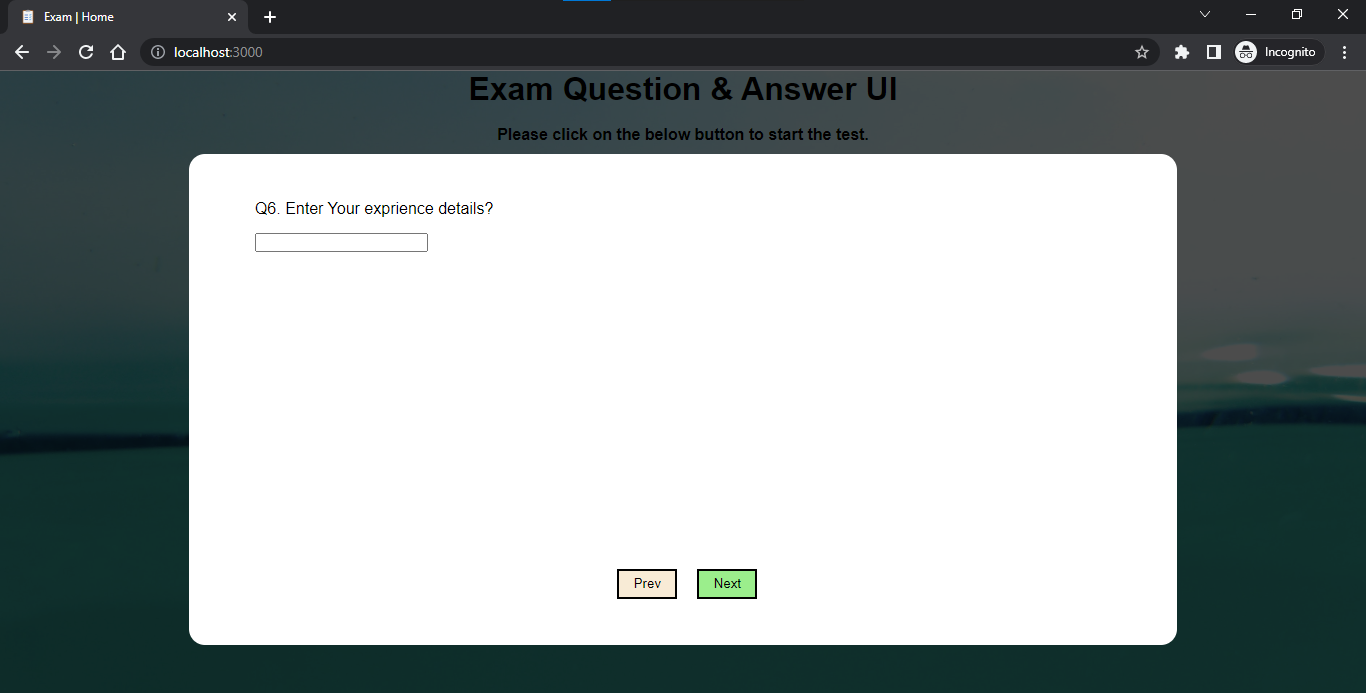 Exam | Home
localhost:3000
Incognito
Exam Question & Answer UI
Please click on the below button to start the test.
Q6. Enter Your exprience details?
Prev
Next